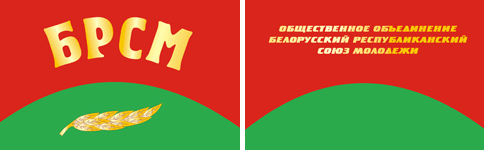 БРСМ
ОБЩЕСТВЕННОЕ ОБЪЕДИНЕНИЕ
БЕЛОРУССКИЙ РЕСПУБЛИКАНСКИЙ
СОЮЗ МОЛОДЕЖИ